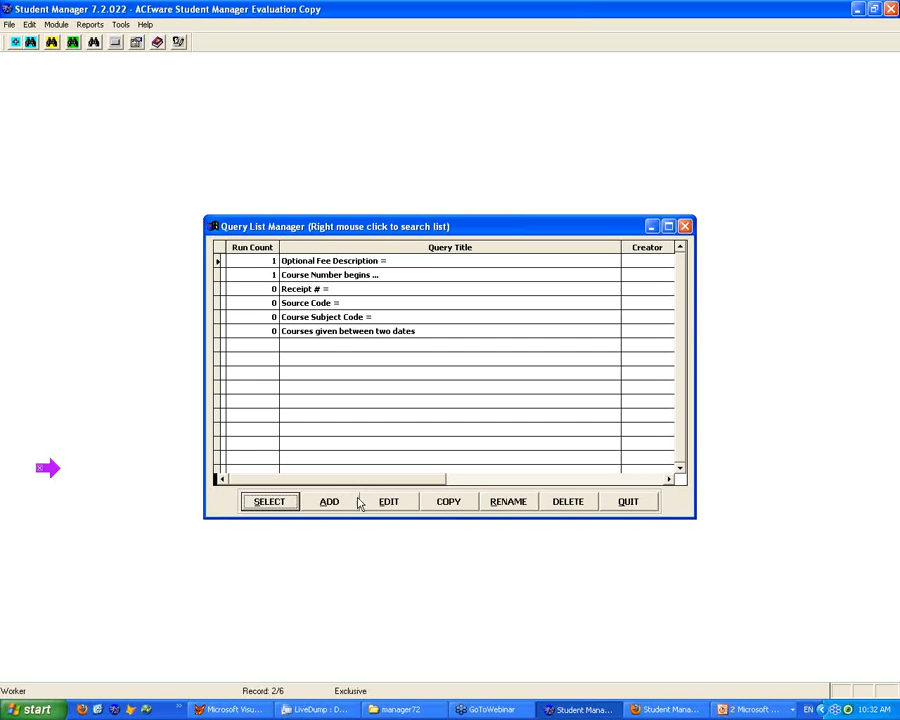 Student Manager 7.2.022 - ACEware Student Manager Evaluation Copy
File Edit Module Reports Tools Help
Query List Manager (Right mouse click to search list)
Run Count Query Title Creator
1 Optional Fee Description =
1 Course Number begins ...
0 Receipt # =
0 Source Code =
0 Course Subject Code =
0 Courses given between two dates
SELECT ADD EDIT COPY RENAME DELETE QUIT
Worker Record: 2/6 Exclusive
start Microsoft Visu... LiveDump : D... manager72 GoToWebinar Student Mana... Student Mana... 2 Microsoft ... EN 10:32 AM